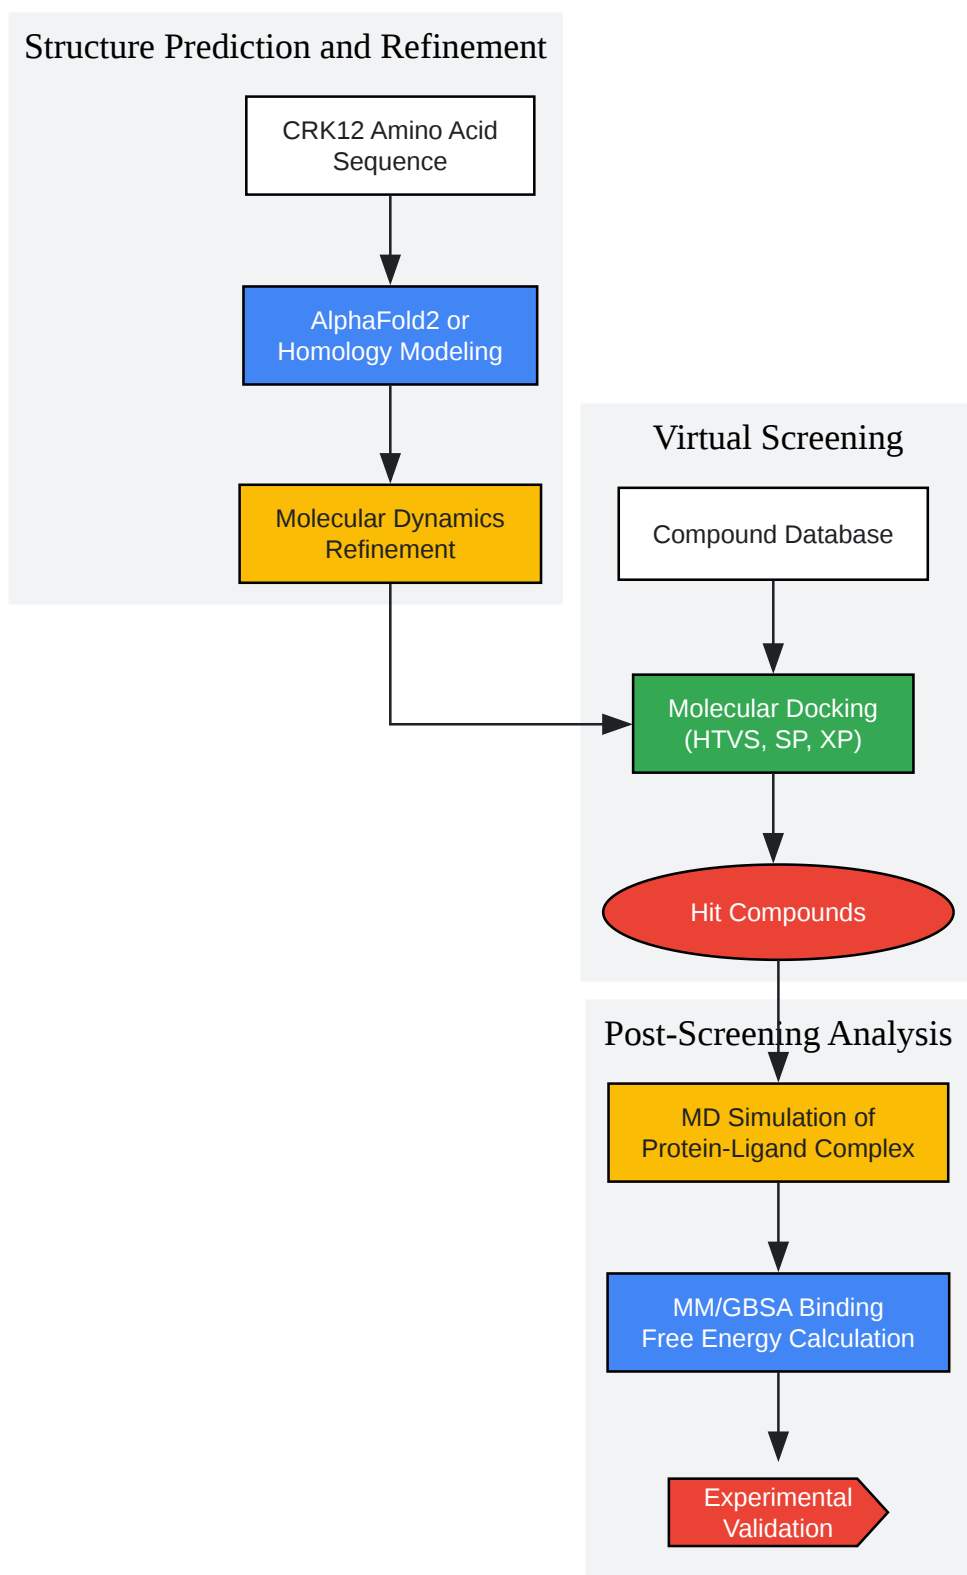 Structure Prediction and Refinement
CRK12 Amino Acid
Sequence
AlphaFold2 or
Homology Modeling
Molecular Dynamics
Refinement
Virtual Screening
Compound Database
Molecular Docking
(HTVS, SP, XP)
Hit Compounds
Post-Screening Analysis
MD Simulation of
Protein-Ligand Complex
MM/GBSA Binding
Free Energy Calculation
Experimental
Validation